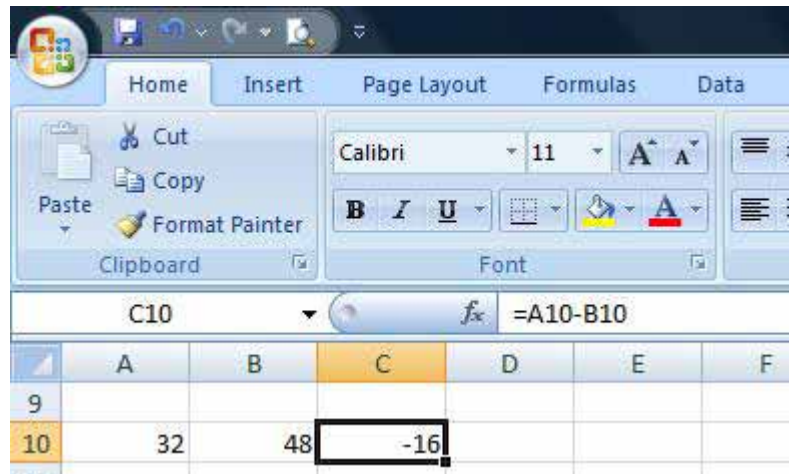 Home Insert Page Layout Formulas Data
Cut
Copy
Format Painter
Paste
Clipboard
Calibri 11 A A
B I U A
Font
C10 fx =A10-B10
A B C D E F
9
10 32 48 -16